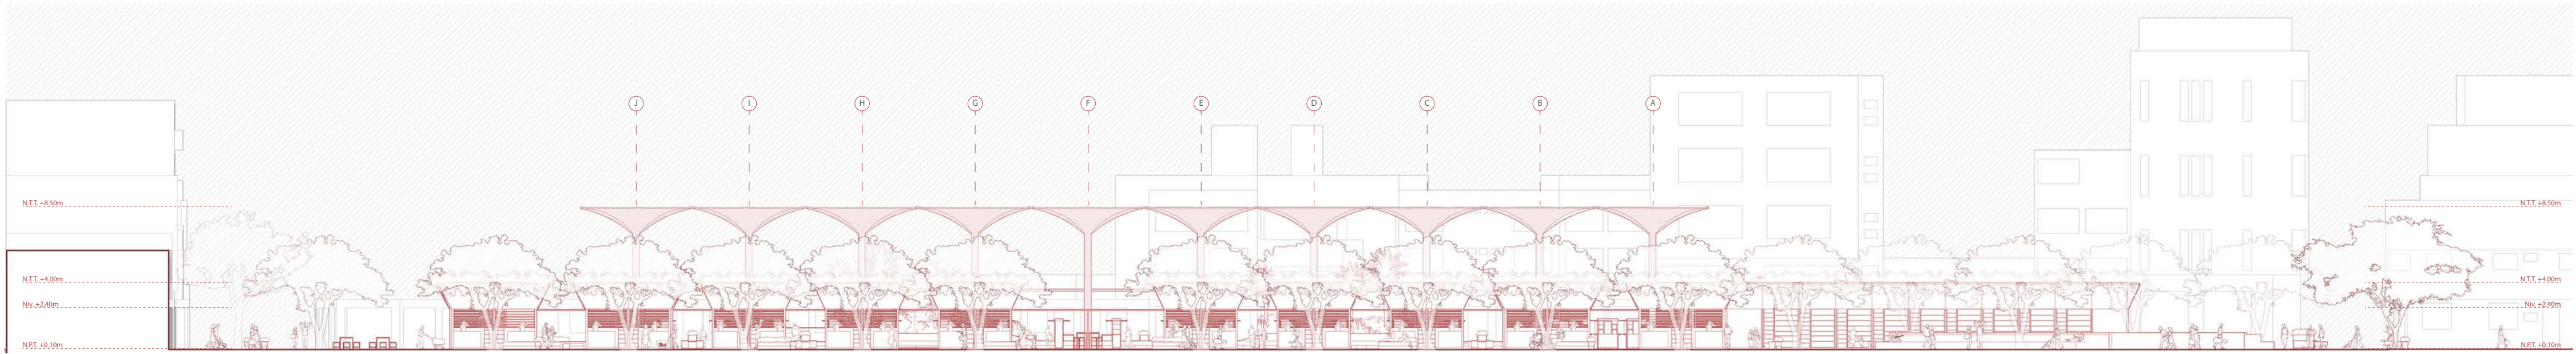 J I H G F E D C B A
N.T.T. +8,50m
N.T.T. +8,50m
N.T.T. +4,00m
N.T.T. +4,00m
Niv. +2,40m
Niv. +2,40m
N.P.T. +0,10m
N.P.T. +0,10m